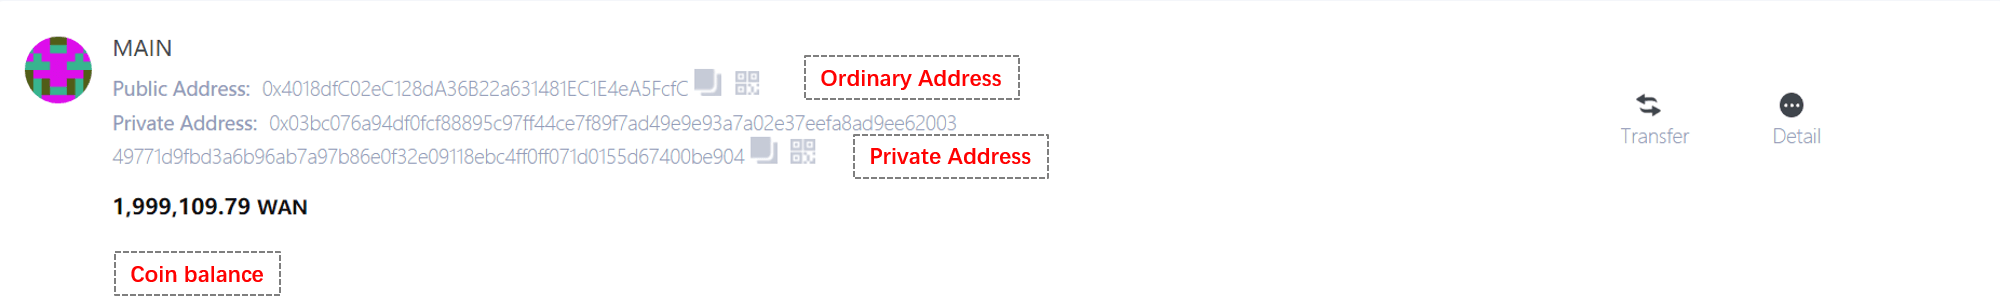 MAIN
Public Address: 0x4018dfC02eC128dA36B22a631481EC1E4eA5FcfC
Ordinary Address
Private Address: 0x03bc076a94df0fcf88895c97ff44ce7f89f7ad49e9e93a7a02e37eefa8ad9ee62003
49771d9fbd3a6b96ab7a97b86e0f32e09118ebc4ff0ff071d0155d67400be904
Private Address
Transfer
Detail
1,999,109.79 WAN
Coin balance